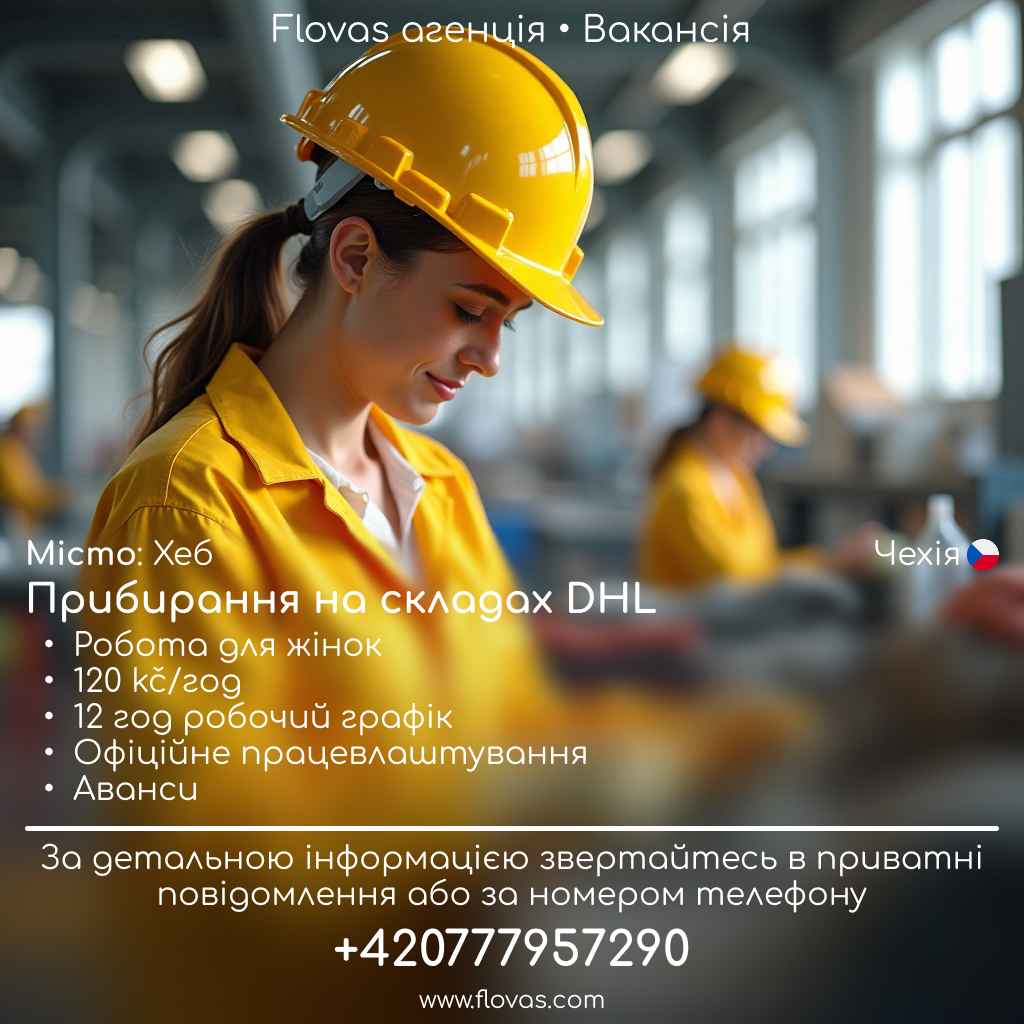 Flovas агенція • Вакансія
Місто: Хеб
Чехія
Прибирання на складах DHL
• Робота для жінок
• 120 kč/год
• 12 год робочий графік
• Офіційне працевлаштування
• Аванси
За детальною інформацією звертайтесь в приватні
повідомлення або за номером телефону
+420777957290
www.flovas.com